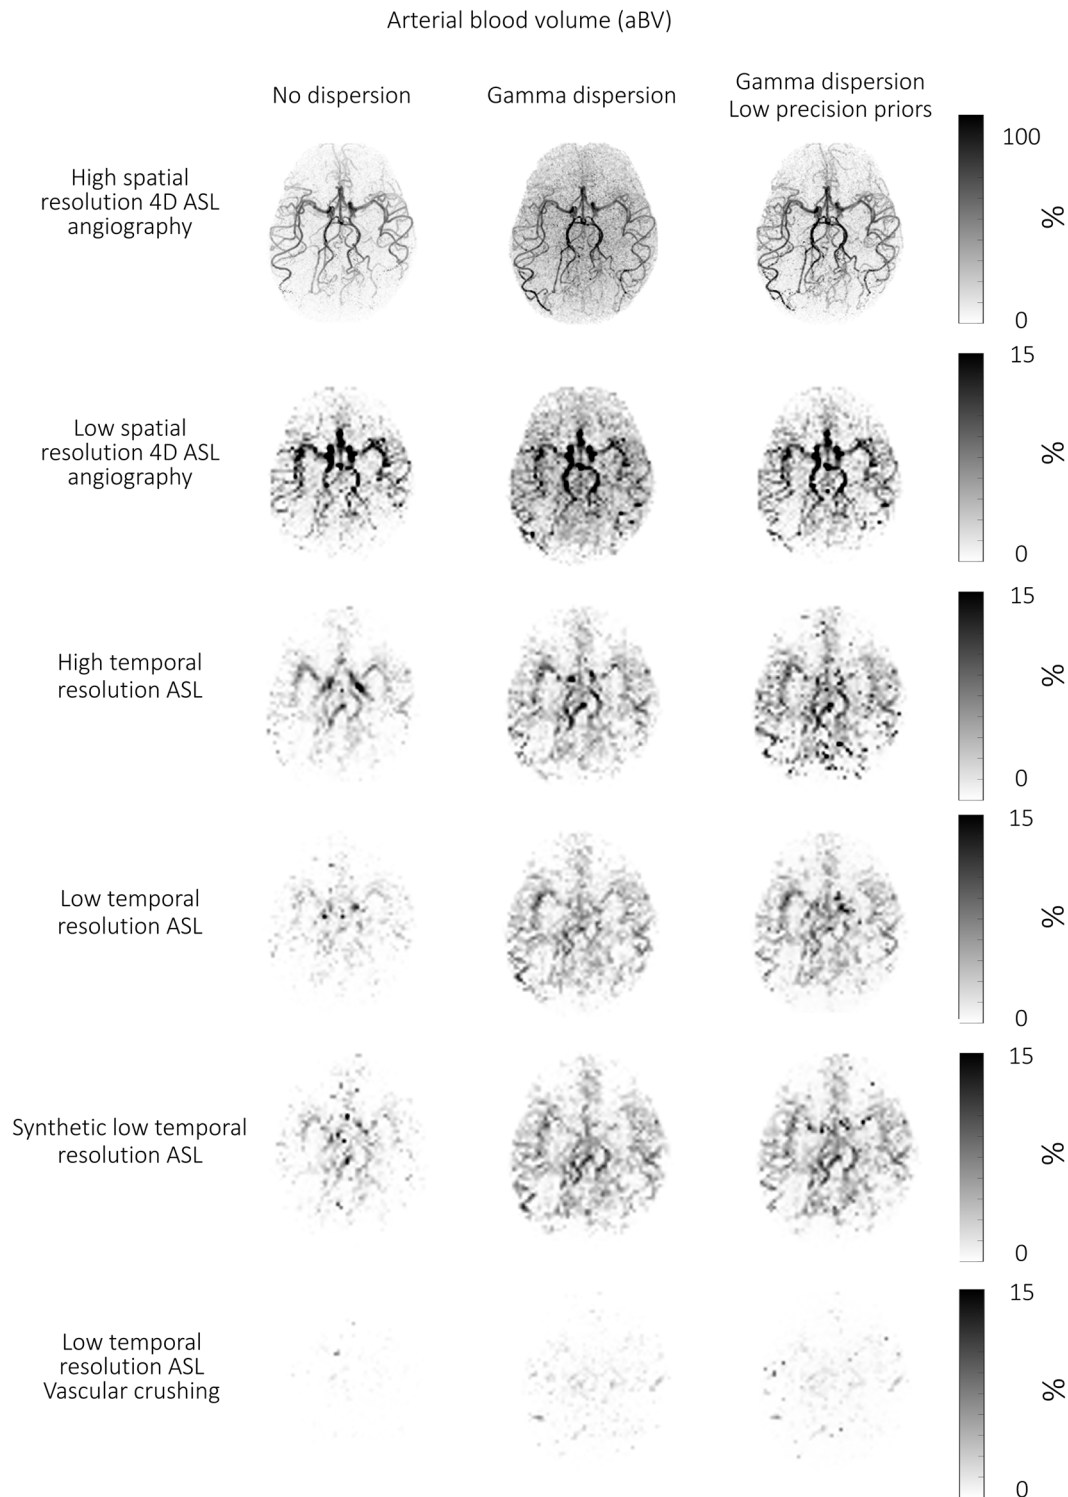 Arterial blood volume (aBV)
No dispersion
Gamma dispersion
Gamma dispersion
Low precision priors
High spatial
resolution 4D ASL
angiography
100
%
0
Low spatial
resolution 4D ASL
angiography
15
%
0
High temporal
resolution ASL
15
%
0
Low temporal
resolution ASL
15
%
0
Synthetic low temporal
resolution ASL
15
%
0
Low temporal
resolution ASL
Vascular crushing
15
%
0